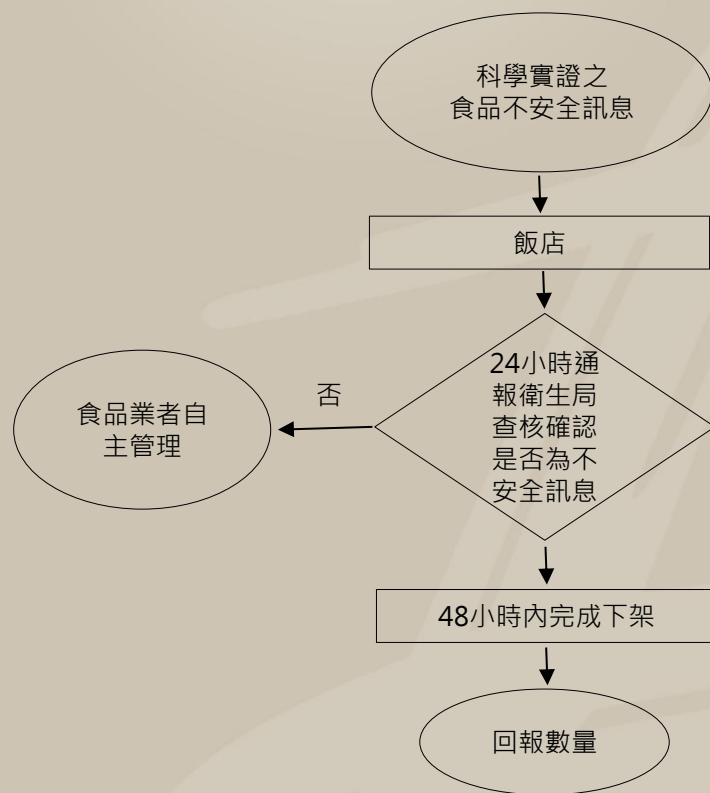 科學實證之
食品不安全訊息
飯店
24小時通
報衛生局
查核確認
是否為不
安全訊息
否
食品業者自
主管理
48小時內完成下架
回報數量